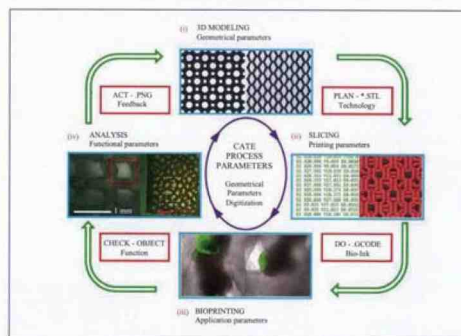 (i) 3D MODELING
Geometrical parameters
ACT - .PNG
Feedback
PLAN - *.STL
Technology
(iv) ANALYSIS
Functional parameters
CATE
PROCESS
PARAMETERS
Geometrical
Parameters
Digitization
(ii) SLICING
Printing parameters
1 mm
CHECK - OBJECT
Function
DO - .GCODE
Bio-Ink
(iii) BIOPRINTING
Application parameters